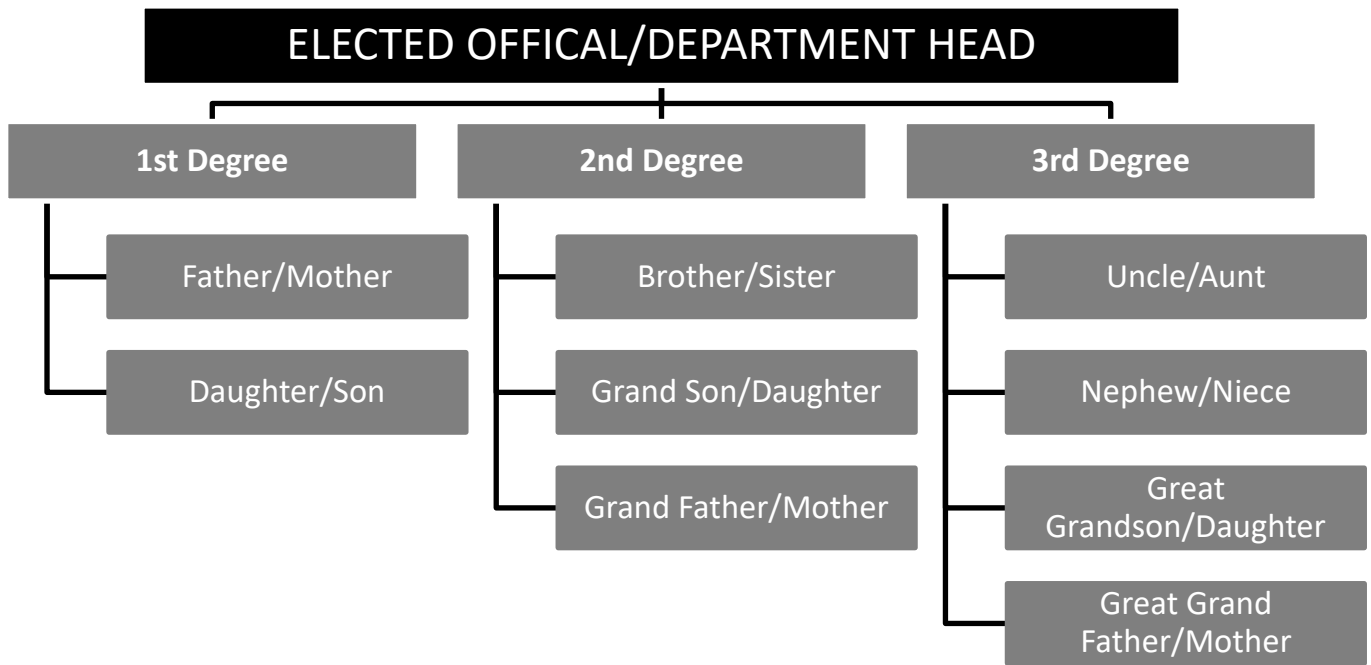 ELECTED OFFICAL/DEPARTMENT HEAD
1st Degree
Father/Mother
Daughter/Son
2nd Degree
Brother/Sister
Grand Son/Daughter
Grand Father/Mother
3rd Degree
Uncle/Aunt
Nephew/Niece
Great
Grandson/Daughter
Great Grand
Father/Mother